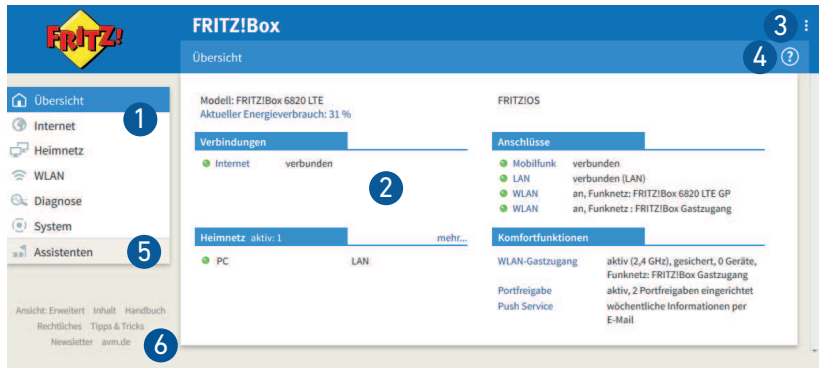 FRITZ!
FRITZ!Box
3
Übersicht
4
?
Übersicht
Internet
1
Heimnetz
WLAN
Diagnose
System
Assistenten
5
Ansicht: Erweitert Inhalt Handbuch
Rechtliches Tipps & Tricks
Newsletter avm.de
6
Modell: FRITZ!Box 6820 LTE
Aktueller Energieverbrauch: 31 %
FRITZ!OS
Verbindungen
Internet verbunden
2
Anschlüsse
Mobilfunk verbunden
LAN verbunden (LAN)
WLAN an, Funknetz: FRITZ!Box 6820 LTE GP
WLAN an, Funknetz : FRITZ!Box Gastzugang
Heimnetz aktiv: 1 mehr...
PC LAN
Komfortfunktionen
WLAN-Gastzugang aktiv (2,4 GHz), gesichert, 0 Geräte,
Funknetz: FRITZ!Box Gastzugang
Portfreigabe aktiv, 2 Portfreigaben eingerichtet
Push Service wöchentliche Informationen per
E-Mail